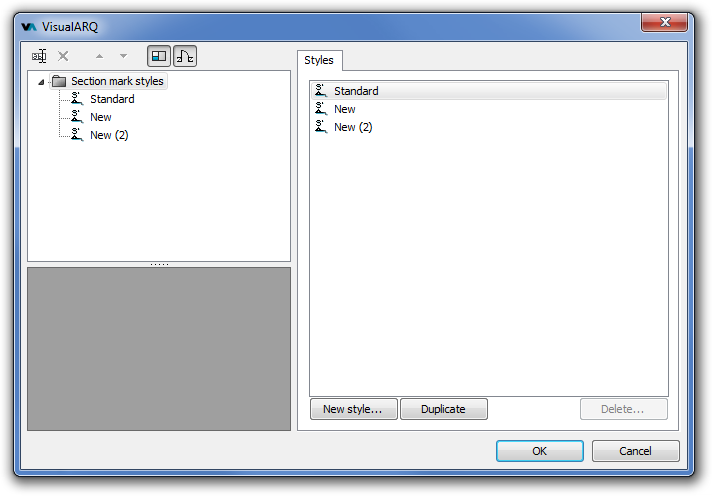 VisualARQ
Section mark styles
Standard
New
New (2)
Styles
Standard
New
New (2)
New style...
Duplicate
Delete...
OK
Cancel